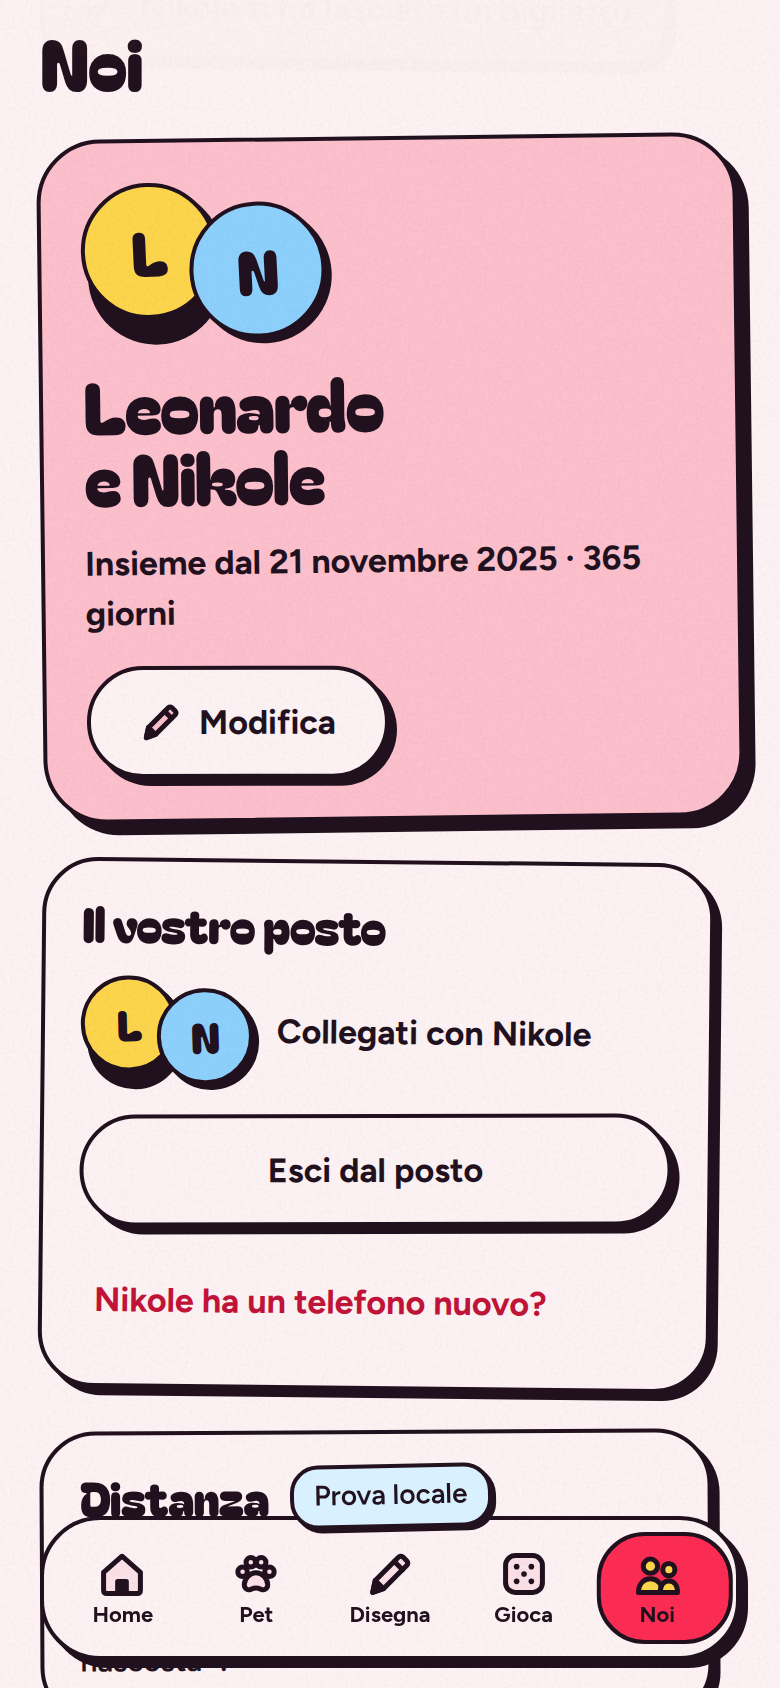 Noi
L
N
Leonardo
e Nikole
Insieme dal 21 novembre 2025 · 365
giorni
Modifica
Il vostro posto
L
N
Collegati con Nikole
Esci dal posto
Nikole ha un telefono nuovo?
Distanza
Prova locale
Home
Pet
Disegna
Gioca
Noi